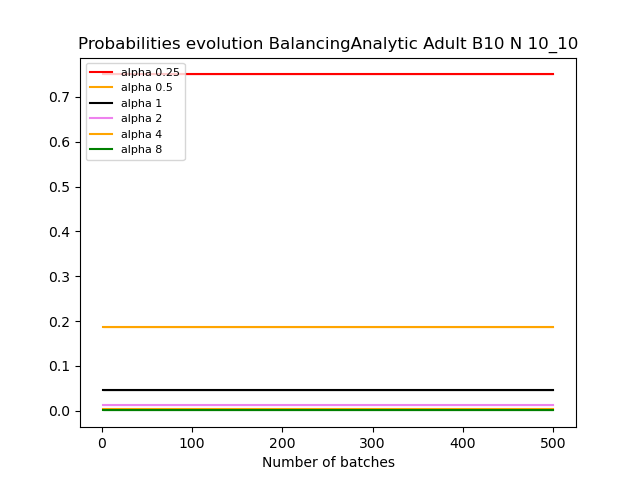 Probabilities evolution BalancingAnalytic Adult B10 N 10_10
alpha 0.25
alpha 0.5
alpha 1
alpha 2
alpha 4
alpha 8
0.7
0.6
0.5
0.4
0.3
0.2
0.1
0.0
0 100 200 300 400 500
Number of batches